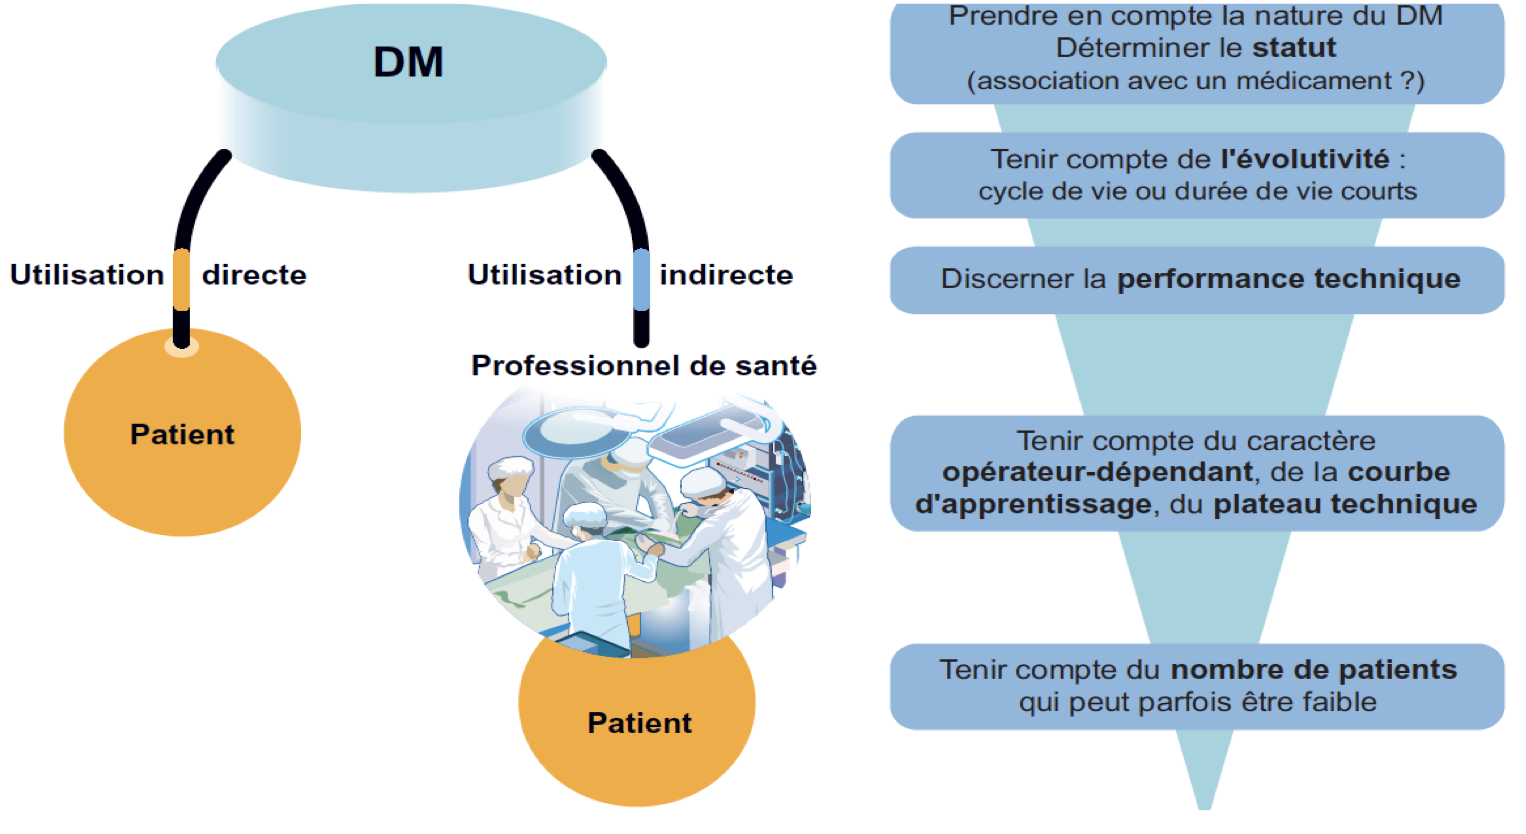 DM
Utilisation directe
Utilisation indirecte
Professionnel de santé
Patient
Patient
Prendre en compte la nature du DM
Déterminer le statut
(association avec un médicament ?)
Tenir compte de l'évolutivité :
cycle de vie ou durée de vie courts
Discerner la performance technique
Tenir compte du caractère
opérateur-dépendant, de la courbe
d'apprentissage, du plateau technique
Tenir compte du nombre de patients
qui peut parfois être faible